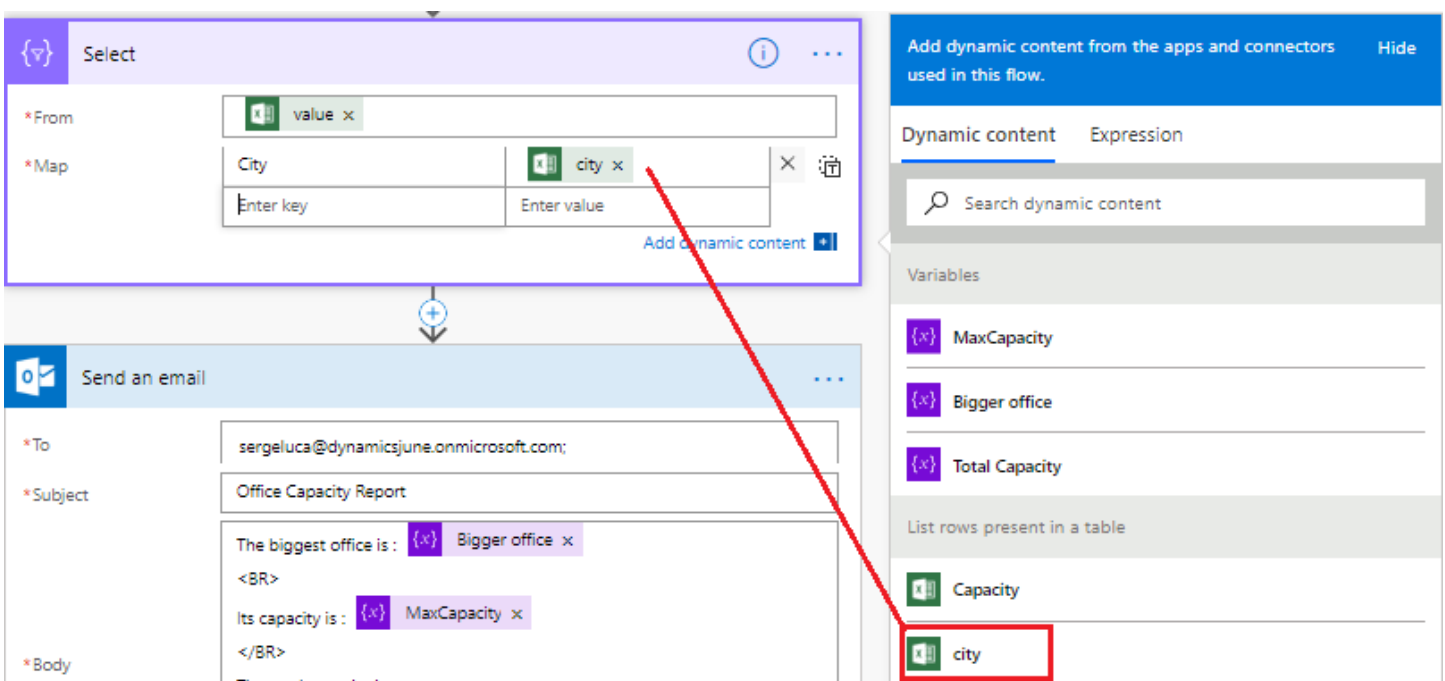 Select
*From
value ×
*Map
City
city ×
Enter key
Enter value
Add dynamic content
Send an email
*To
sergeluca@dynamicsjune.onmicrosoft.com;
*Subject
Office Capacity Report
The biggest office is : {x} Bigger office ×
<BR>
Its capacity is : {x} MaxCapacity ×
</BR>
*Body
Add dynamic content from the apps and connectors
used in this flow.
Hide
Dynamic content
Expression
Search dynamic content
Variables
{x} MaxCapacity
{x} Bigger office
{x} Total Capacity
List rows present in a table
Capacity
city